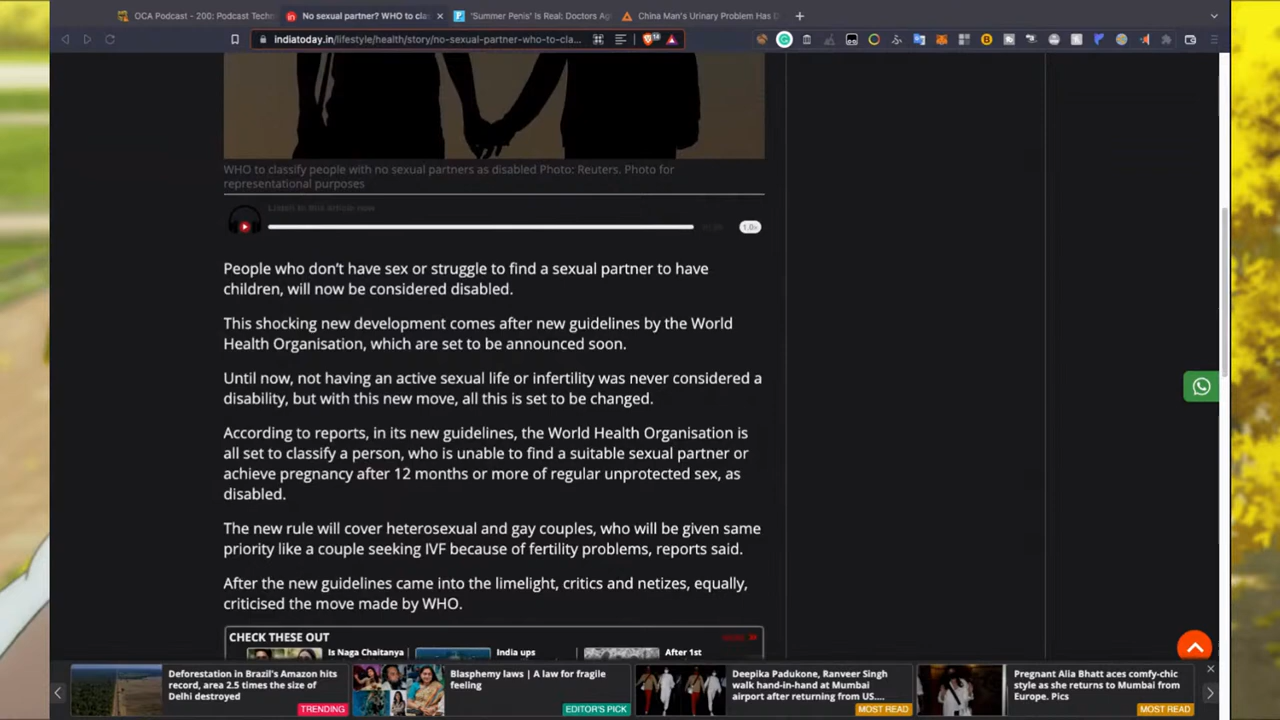 OCA Podcast - 200: Podcast Techn
No sexual partner? WHO to cla
'Summer Penis' Is Real: Doctors Ag
China Man's Urinary Problem Has D
indiatoday.in/lifestyle/health/story/no-sexual-partner-who-to-cla...
WHO to classify people with no sexual partners as disabled Photo: Reuters. Photo for
representational purposes
Listen to this article now
1.0x
People who don't have sex or struggle to find a sexual partner to have
children, will now be considered disabled.
This shocking new development comes after new guidelines by the World
Health Organisation, which are set to be announced soon.
Until now, not having an active sexual life or infertility was never considered a
disability, but with this new move, all this is set to be changed.
According to reports, in its new guidelines, the World Health Organisation is
all set to classify a person, who is unable to find a suitable sexual partner or
achieve pregnancy after 12 months or more of regular unprotected sex, as
disabled.
The new rule will cover heterosexual and gay couples, who will be given same
priority like a couple seeking IVF because of fertility problems, reports said.
After the new guidelines came into the limelight, critics and netizes, equally,
criticised the move made by WHO.
CHECK THESE OUT
Is Naga Chaitanya
India ups
After 1st
Deforestation in Brazil's Amazon hits
record, area 2.5 times the size of
Delhi destroyed
TRENDING
Blasphemy laws | A law for fragile
feeling
EDITOR'S PICK
Deepika Padukone, Ranveer Singh
walk hand-in-hand at Mumbai
airport after returning from US....
MOST READ
Pregnant Alia Bhatt aces comfy-chic
style as she returns to Mumbai from
Europe. Pics
MOST READ